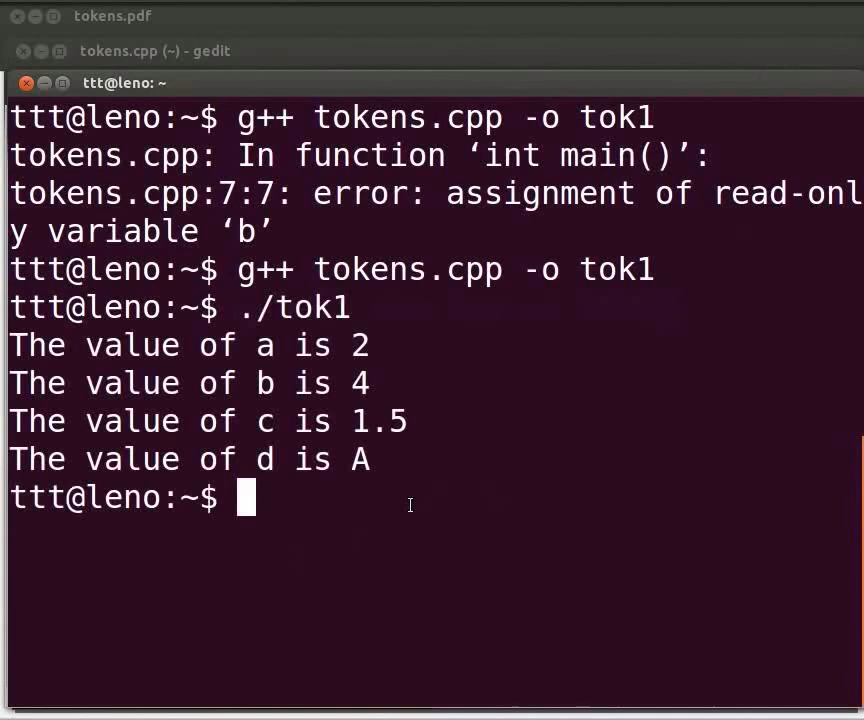 tokens.pdf
tokens.cpp (~) - gedit
ttt@leno: ~
ttt@leno:~$ g++ tokens.cpp -o tok1
tokens.cpp: In function ‘int main()’:
tokens.cpp:7:7: error: assignment of read-onl
y variable ‘b’
ttt@leno:~$ g++ tokens.cpp -o tok1
ttt@leno:~$ ./tok1
The value of a is 2
The value of b is 4
The value of c is 1.5
The value of d is A
ttt@leno:~$